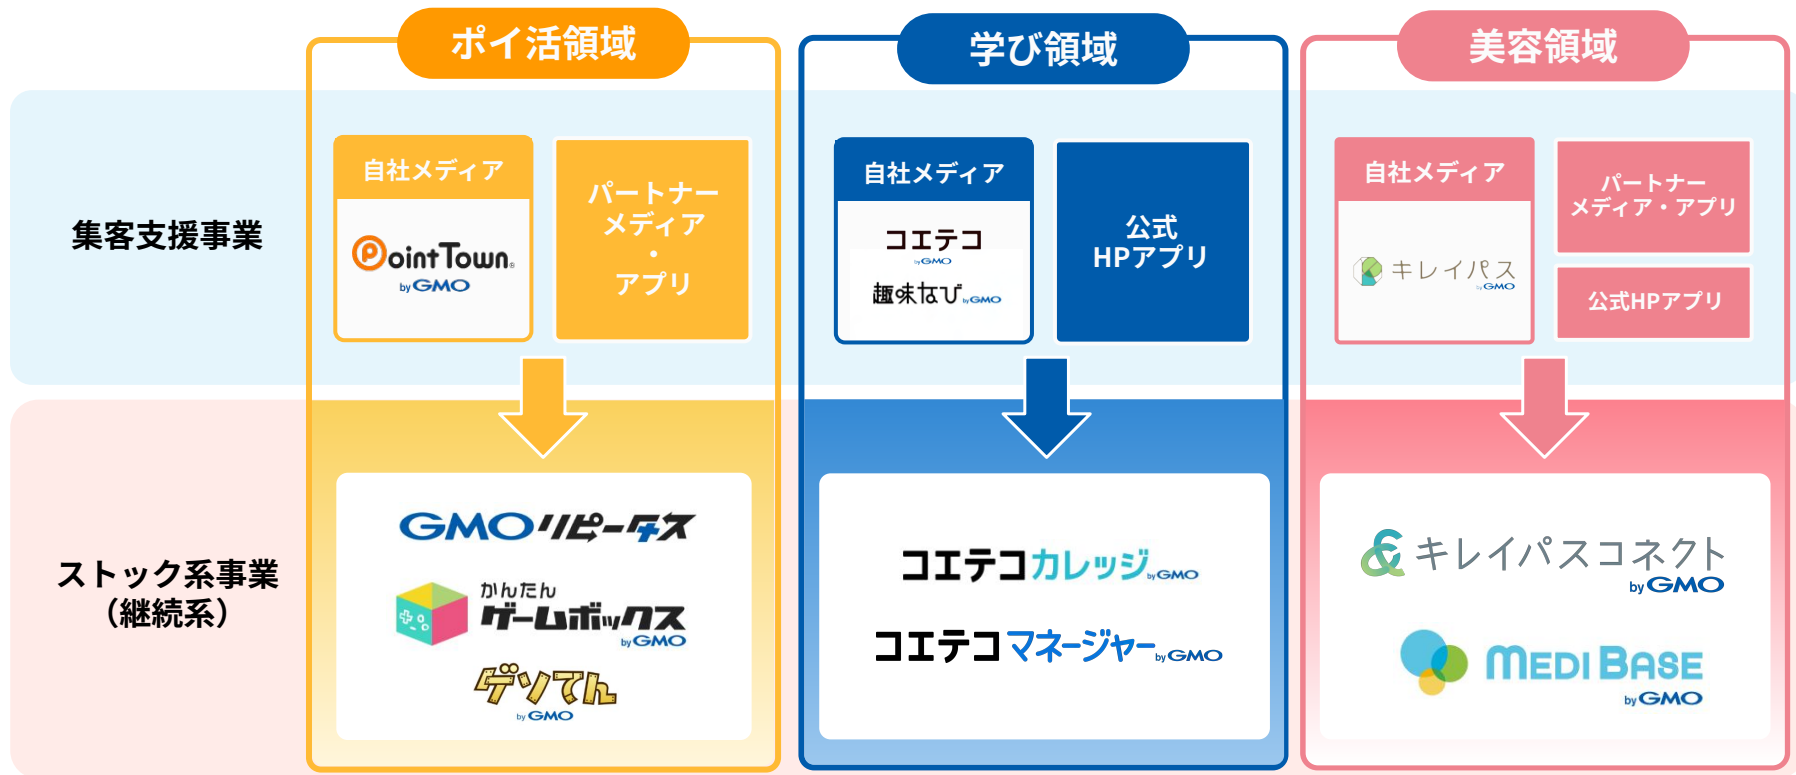 ポイ活領域
学び領域
美容領域
集客支援事業
自社メディア
PointTown®
by GMO
パートナー
メディア
・
アプリ
自社メディア
コエテコ
by GMO
趣味なび by GMO
公式
HPアプリ
自社メディア
キレイパス
by GMO
パートナー
メディア・アプリ
公式HPアプリ
ストック系事業
（継続系）
GMOリピータス
かんたん
ゲームボックス
by GMO
ゲソてん
by GMO
コエテコカレッジ by GMO
コエテコマネージャー by GMO
キレイパスコネクト
by GMO
MEDI BASE
by GMO